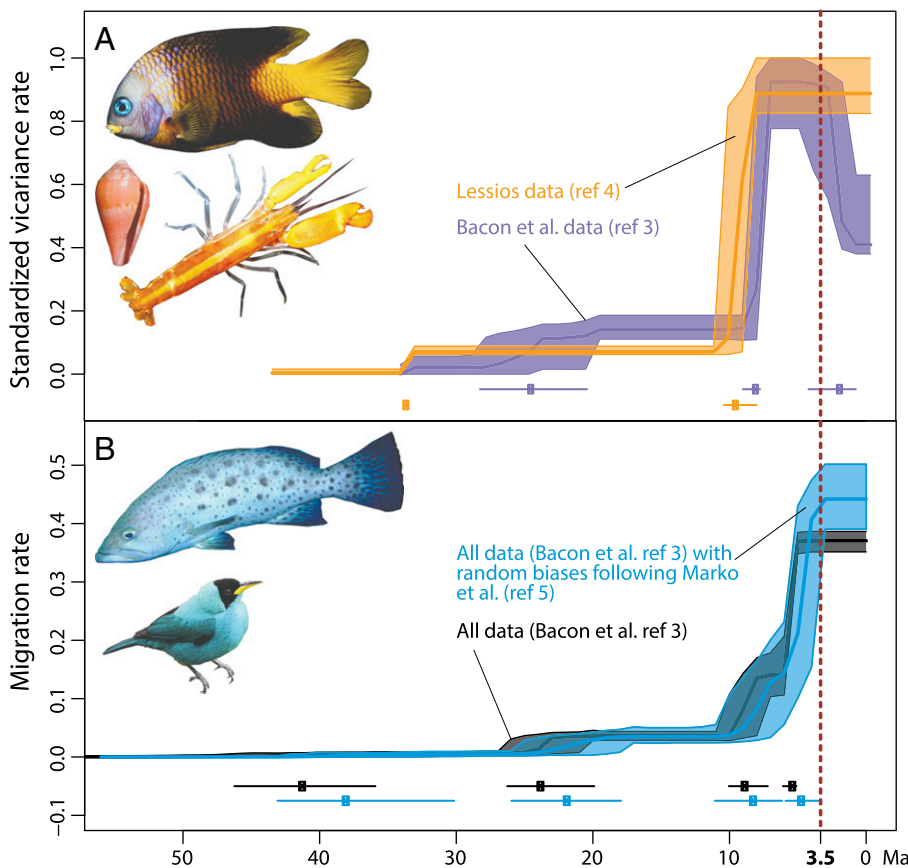 A
Standardized vicariance rate
1.0
0.8
0.6
0.4
0.2
0.0
Lessios data (ref 4)
Bacon et al. data (ref 3)
B
Migration rate
0.5
0.4
0.3
0.2
0.1
0.0
−0.1
All data (Bacon et al. ref 3) with
random biases following Marko
et al. (ref 5)
All data (Bacon et al. ref 3)
50 40 30 20 10 3.5 0 Ma